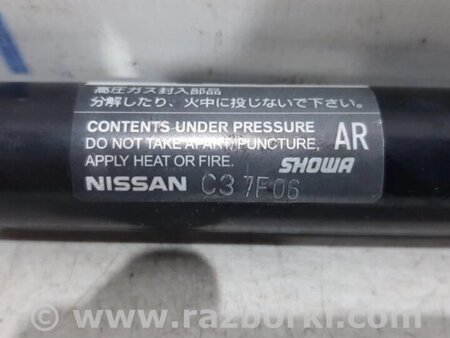 高圧ガス封入部品
分解したり、火中に投じないで下さい。
CONTENTS UNDER PRESSURE AR
DO NOT TAKE APART, PUNCTURE,
APPLY HEAT OR FIRE. SHOWA
NISSAN C3 7F06
www.razborki.com